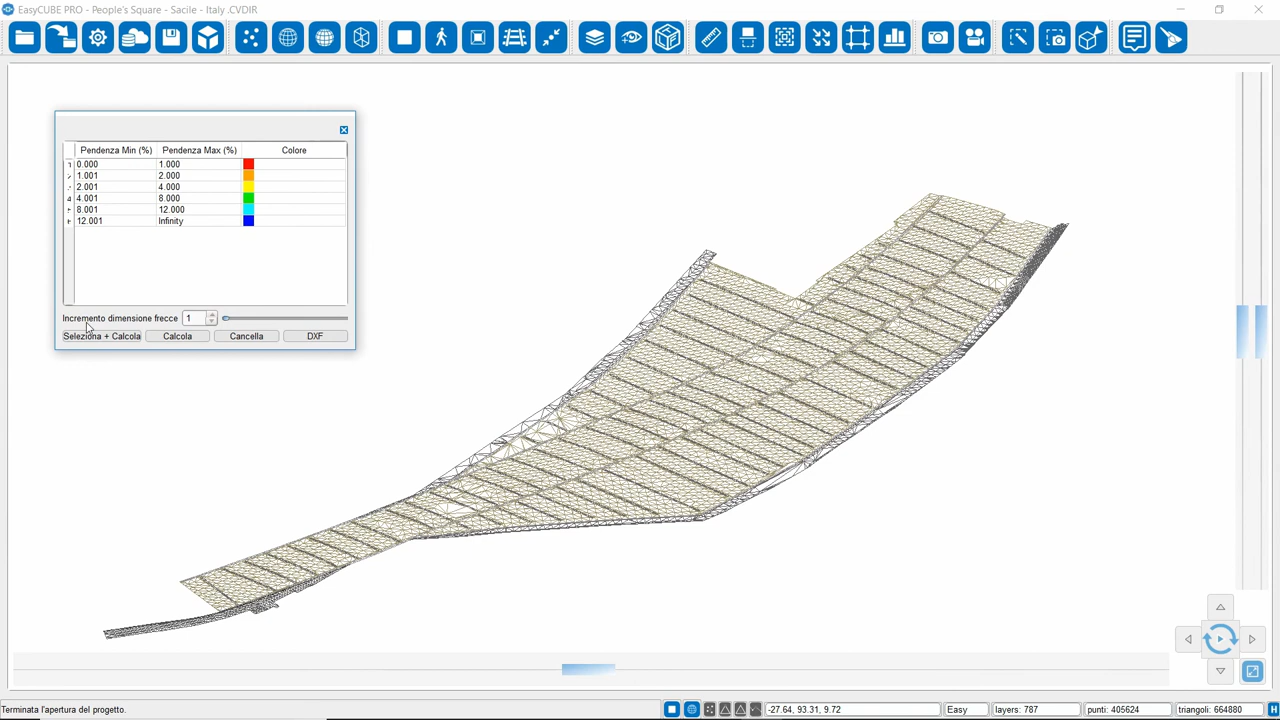 EasyCUBE PRO - People's Square - Sacile - Italy .CVDIR
Pendenza Min (%) Pendenza Max (%) Colore
0.000 1.000
1.001 2.000
2.001 4.000
4.001 8.000
8.001 12.000
12.001 Infinity
Incremento dimensione frecce 1
Seleziona + Calcola Calcola Cancella DXF
Terminata l'apertura del progetto. -27.64, 93.31, 9.72 Easy layers: 787 punti: 405624 triangoli: 664880 H